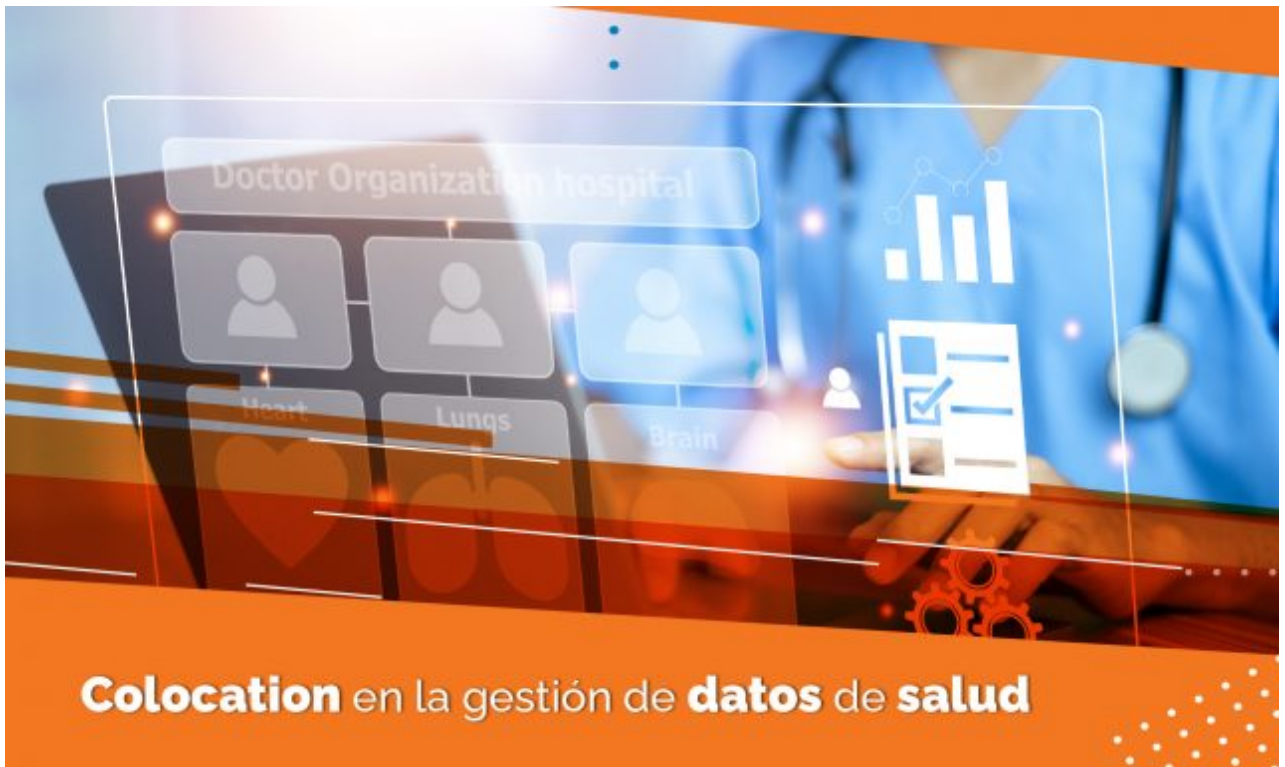 Doctor Organization hospital
Heart
Lungs
Brain
Colocation en la gestión de datos de salud